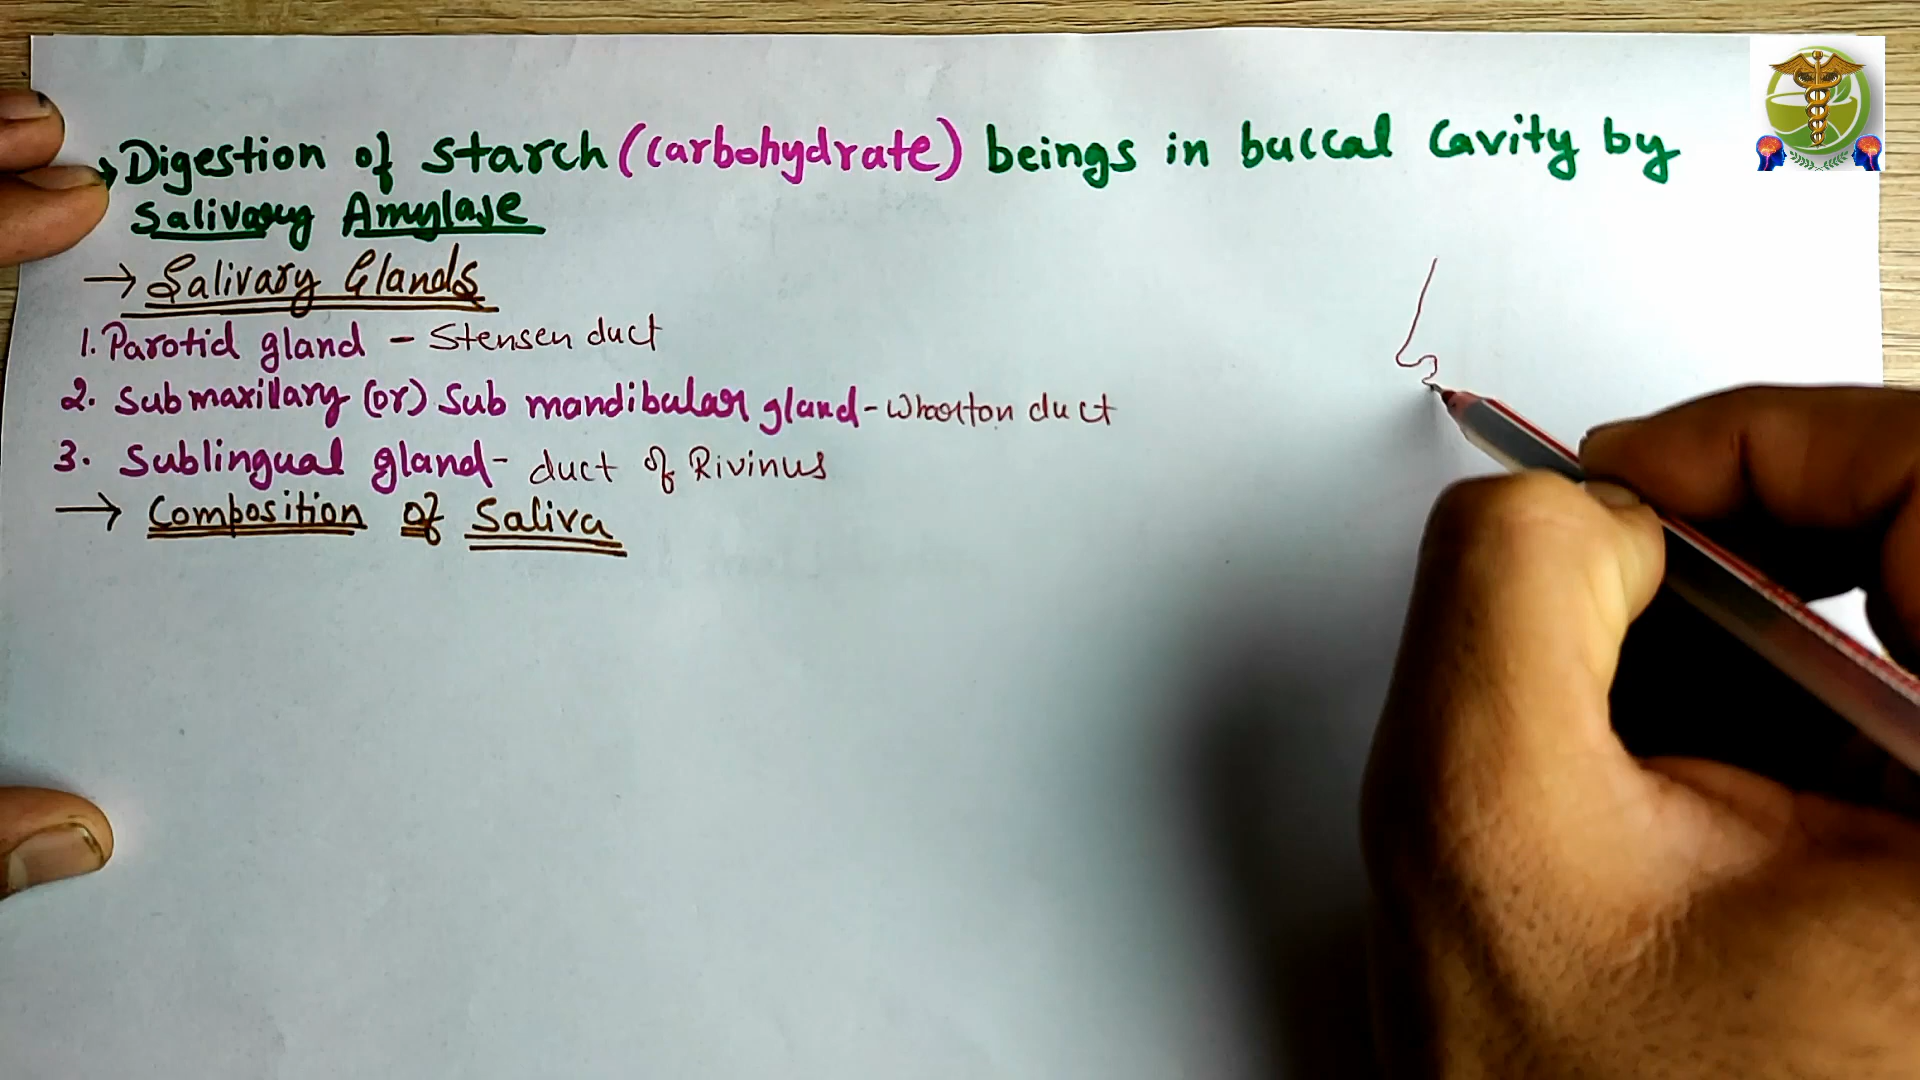 Digestion of starch (carbohydrate) beings in buccal cavity by
Salivary Amylase
→ Salivary Glands
1. Parotid gland - Stensen duct
2. Submaxillary (or) Sub mandibular gland - Wharton duct
3. Sublingual gland - duct of Rivinus
→ Composition of Saliva